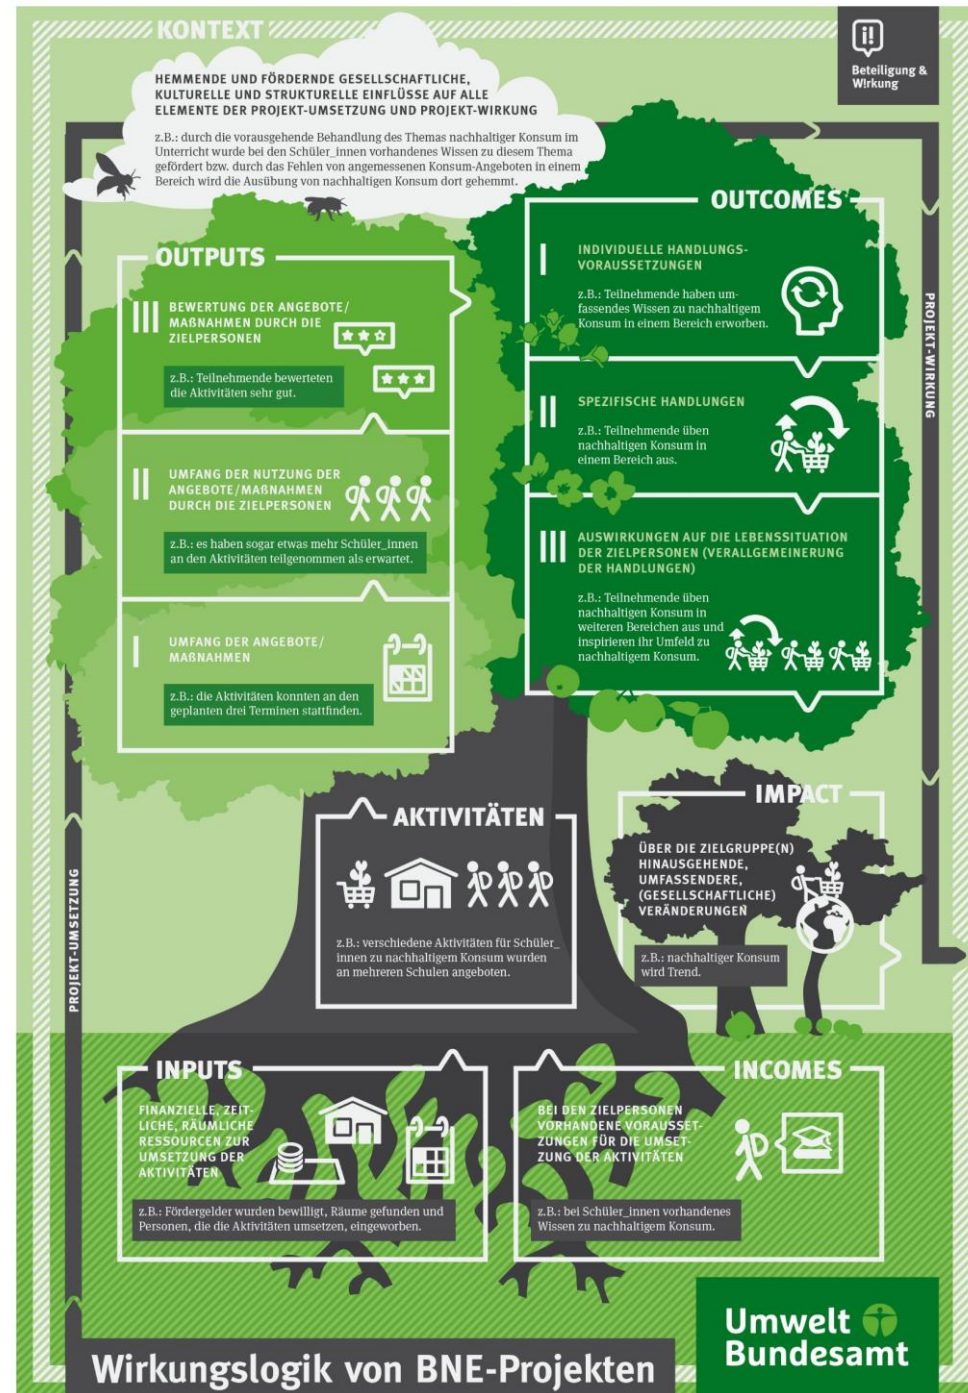 KONTEXT
HEMMENDE UND FÖRDERNDE GESELLSCHAFTLICHE,
KULTURELLE UND STRUKTURELLE EINFLÜSSE AUF ALLE
ELEMENTE DER PROJEKT-UMSETZUNG UND PROJEKT-WIRKUNG
z.B.: durch die vorausgehende Behandlung des Themas nachhaltiger Konsum im
Unterricht wurde bei den Schüler_innen vorhandenes Wissen zu diesem Thema
gefördert bzw. durch das Fehlen von angemessenen Konsum-Angeboten in einem
Bereich wird die Ausübung von nachhaltigen Konsum dort gehemmt.
i!
Beteiligung &
W!rkung
OUTPUTS
III
BEWERTUNG DER ANGEBOTE/
MAẞNAHMEN DURCH DIE
ZIELPERSONEN
z.B.: Teilnehmende bewerteten
die Aktivitäten sehr gut.
II
UMFANG DER NUTZUNG DER
ANGEBOTE/MAẞNAHMEN
DURCH DIE ZIELPERSONEN
z.B.: es haben sogar etwas mehr Schüler_innen
an den Aktivitäten teilgenommen als erwartet.
I
UMFANG DER ANGEBOTE/
MAẞNAHMEN
z.B.: die Aktivitäten konnten an den
geplanten drei Terminen stattfinden.
OUTCOMES
I
INDIVIDUELLE HANDLUNGS-
VORAUSSETZUNGEN
z.B.: Teilnehmende haben um-
fassendes Wissen zu nachhaltigem
Konsum in einem Bereich erworben.
II
SPEZIFISCHE HANDLUNGEN
z.B.: Teilnehmende üben
nachhaltigen Konsum in
einem Bereich aus.
III
AUSWIRKUNGEN AUF DIE LEBENSSITUATION
DER ZIELPERSONEN (VERALLGEMEINERUNG
DER HANDLUNGEN)
z.B.: Teilnehmende üben
nachhaltigen Konsum in
weiteren Bereichen aus und
inspirieren ihr Umfeld zu
nachhaltigem Konsum.
PROJEKT-WIRKUNG
PROJEKT-UMSETZUNG
AKTIVITÄTEN
z.B.: verschiedene Aktivitäten für Schüler_
innen zu nachhaltigem Konsum wurden
an mehreren Schulen angeboten.
IMPACT
ÜBER DIE ZIELGRUPPE(N)
HINAUSGEHENDE,
UMFASSENDERE,
(GESELLSCHAFTLICHE)
VERÄNDERUNGEN
z.B.: nachhaltiger Konsum
wird Trend.
INPUTS
FINANZIELLE, ZEIT-
LICHE, RÄUMLICHE
RESSOURCEN ZUR
UMSETZUNG DER
AKTIVITÄTEN
z.B.: Fördergelder wurden bewilligt, Räume gefunden und
Personen, die die Aktivitäten umsetzen, eingeworben.
INCOMES
BEI DEN ZIELPERSONEN
VORHANDENE VORAUSSET-
ZUNGEN FÜR DIE UMSET-
ZUNG DER AKTIVITÄTEN
z.B.: bei Schüler_innen vorhandenes
Wissen zu nachhaltigem Konsum.
Wirkungslogik von BNE-Projekten
Umwelt
Bundesamt